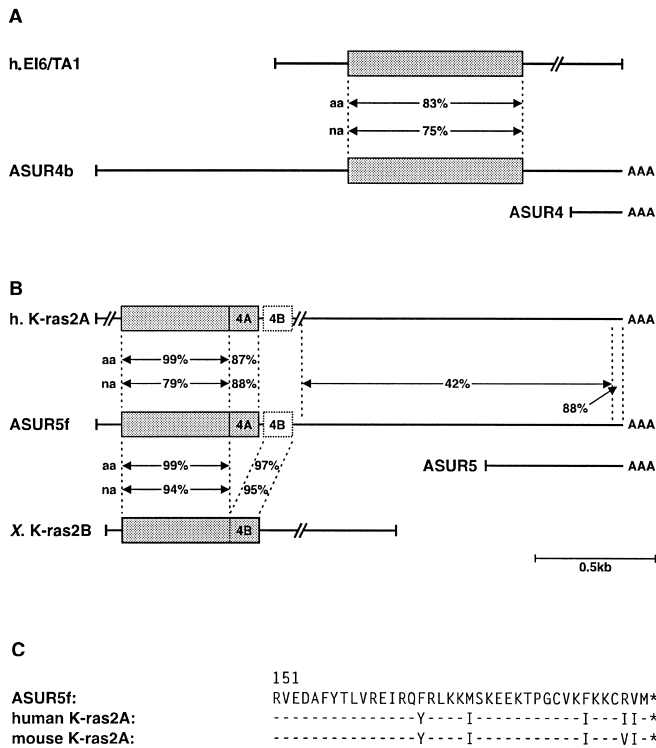 A
h.EI6/TA1
aa 83%
na 75%
ASUR4b AAA
ASUR4 AAA
B
h. K-ras2A 4A 4B AAA
aa 99% 87%
na 79% 88% 42%
88%
ASUR5f 4A 4B AAA
aa 99% 97% ASUR5 AAA
na 94% 95%
X. K-ras2B 4B
0.5kb
C
151
ASUR5f: RVEDAFYTLVREIRQFRLKKMSKEEKTPGCVKFKKCRVM*
human K-ras2A: ---------------Y----I-----------I---II-*
mouse K-ras2A: ---------------Y----I-----------I---VI-*